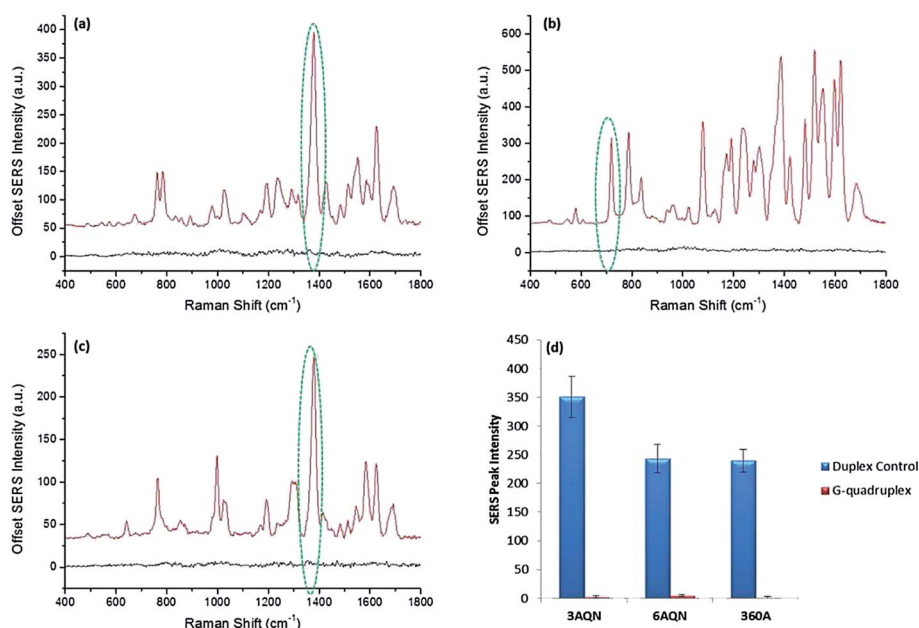 (a)
400
350
300
250
200
150
100
50
0
Offset SERS Intensity (a.u.)
400 600 800 1000 1200 1400 1600 1800
Raman Shift (cm⁻¹)
(b)
600
500
400
300
200
100
0
Offset SERS Intensity (a.u.)
400 600 800 1000 1200 1400 1600 1800
Raman Shift (cm⁻¹)
(c)
250
200
150
100
50
0
Offset SERS Intensity (a.u.)
400 600 800 1000 1200 1400 1600 1800
Raman Shift (cm⁻¹)
(d)
450
400
350
300
250
200
150
100
50
0
SERS Peak Intensity
3AQN 6AQN 360A
Duplex Control
G-quadruplex